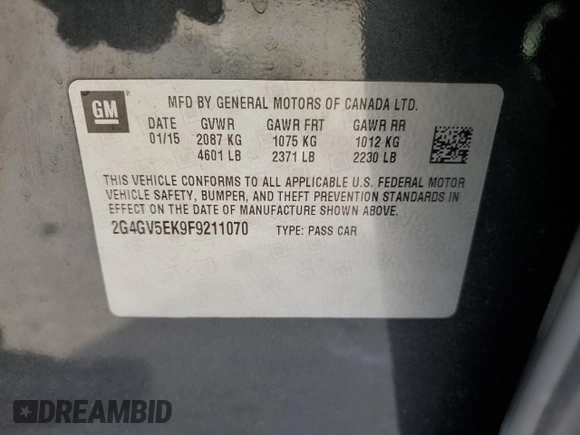 GM
MFD BY GENERAL MOTORS OF CANADA LTD.
DATE GVWR GAWR FRT GAWR RR
01/15 2087 KG 1075 KG 1012 KG
4601 LB 2371 LB 2230 LB
THIS VEHICLE CONFORMS TO ALL APPLICABLE U.S. FEDERAL MOTOR
VEHICLE SAFETY, BUMPER, AND THEFT PREVENTION STANDARDS IN
EFFECT ON THE DATE OF MANUFACTURE SHOWN ABOVE.
2G4GV5EK9F9211070 TYPE: PASS CAR
DREAMBID